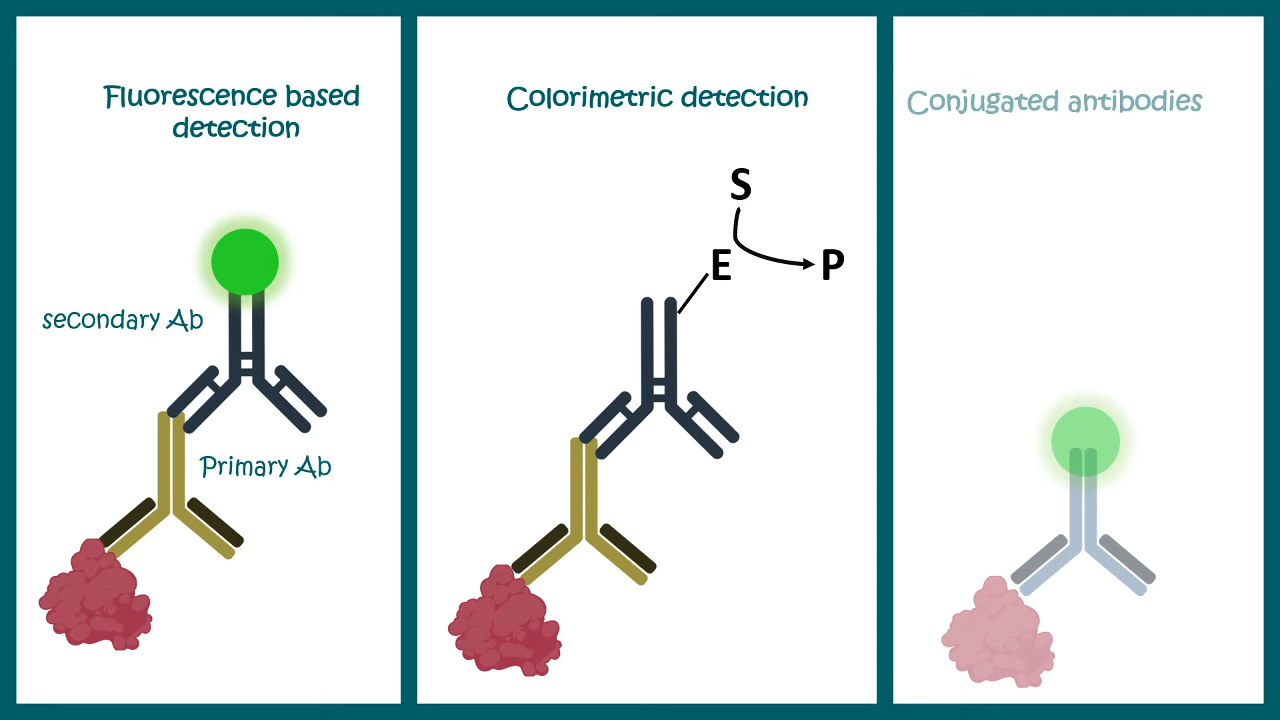 Fluorescence based
detection
secondary Ab
Primary Ab
Colorimetric detection
S
E
P
Conjugated antibodies